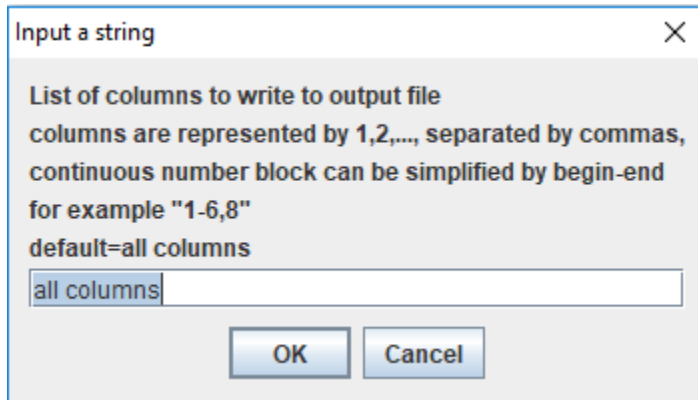 Input a string
List of columns to write to output file
columns are represented by 1,2,..., separated by commas,
continuous number block can be simplified by begin-end
for example "1-6,8"
default=all columns
all columns
OK Cancel